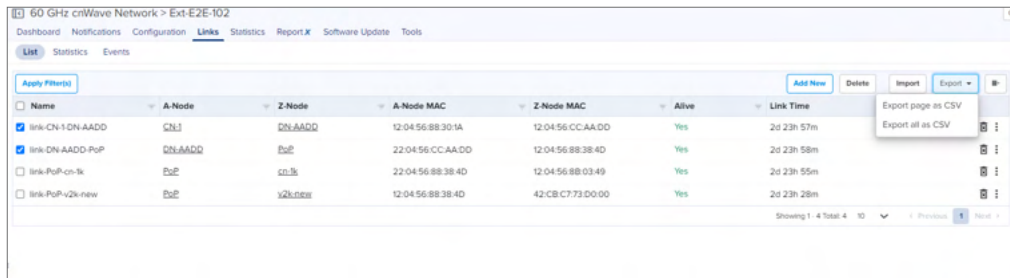 60 GHz cnWave Network > Ext-E2E-102
Dashboard Notifications Configuration Links Statistics Report X Software Update Tools
List Statistics Events
Apply Filter(s) Add New Delete Import Export
Name A-Node Z-Node A-Node MAC Z-Node MAC Alive Link Time
Export page as CSV
Export all as CSV
link-CN-1-DN-AADD CN-1 DN-AADD 12:04:56:88:30:1A 12:04:56:CC:AA:DD Yes 2d 23h 57m
link-DN-AADD-PoP DN-AADD PoP 22:04:56:CC:AA:DD 12:04:56:88:38:4D Yes 2d 23h 58m
link-PoP-cn-1k PoP cn-1k 22:04:56:88:38:4D 12:04:56:8B:03:49 Yes 2d 23h 55m
link-PoP-v2k-new PoP v2k-new 12:04:56:88:38:4D 42:CB:C7:73:D0:00 Yes 2d 23h 28m
Showing 1 - 4 Total: 4 10 < Previous 1 Next >